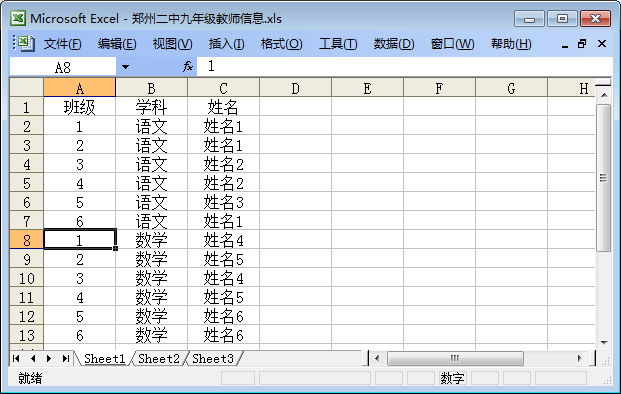 Microsoft Excel - 郑州二中九年级教师信息.xls
文件(F) 编辑(E) 视图(V) 插入(I) 格式(O) 工具(T) 数据(D) 窗口(W) 帮助(H)
A8 fx 1
A B C D E F G H
1 班级 学科 姓名
2 1 语文 姓名1
3 2 语文 姓名1
4 3 语文 姓名2
5 4 语文 姓名2
6 5 语文 姓名3
7 6 语文 姓名1
8 1 数学 姓名4
9 2 数学 姓名5
10 3 数学 姓名4
11 4 数学 姓名5
12 5 数学 姓名6
13 6 数学 姓名6
Sheet1 Sheet2 Sheet3
就绪 数字